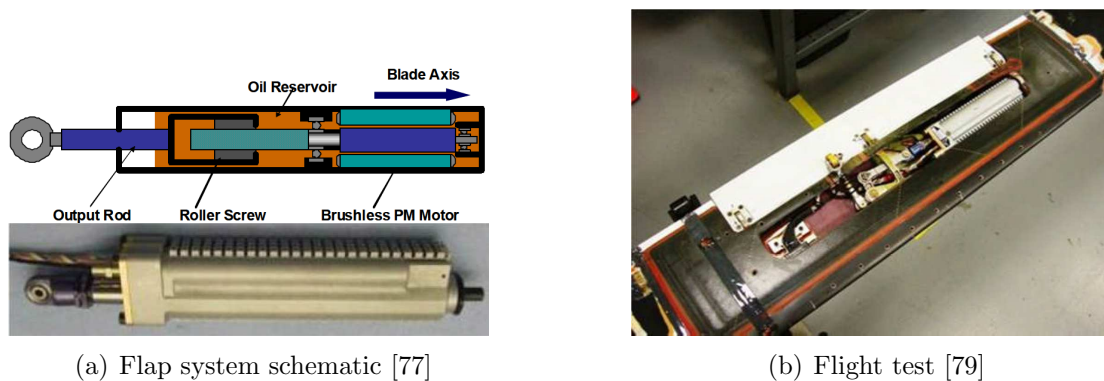 Oil Reservoir
Blade Axis
Output Rod
Roller Screw
Brushless PM Motor
(a) Flap system schematic [77]
(b) Flight test [79]